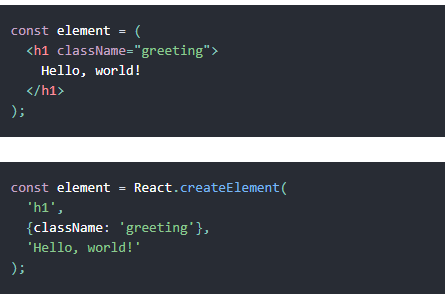 const element = (
  <h1 className="greeting">
    Hello, world!
  </h1>
);
const element = React.createElement(
  'h1',
  {className: 'greeting'},
  'Hello, world!'
);